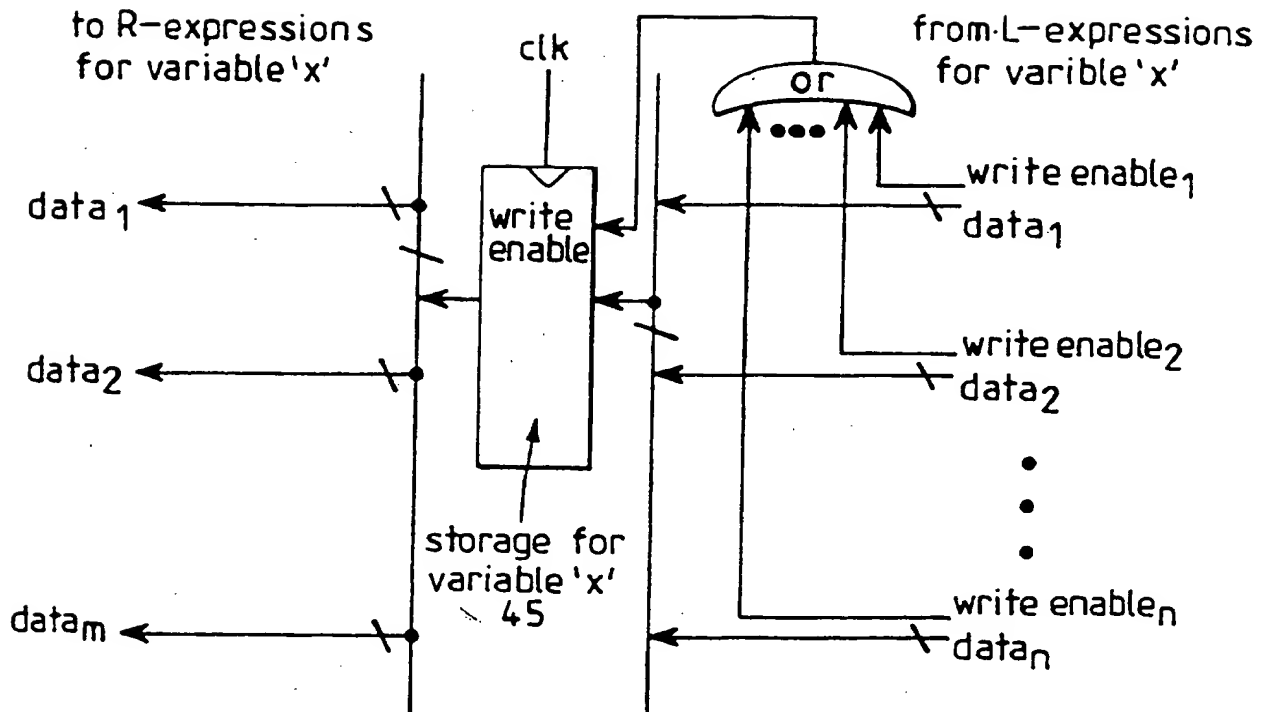 to R-expressions
for variable 'x'
clk
from L-expressions
for varible 'x'
or
write enable1
data1
data1
write
enable
write enable2
data2
data2
storage for
variable 'x'
45
write enablen
datan
datam